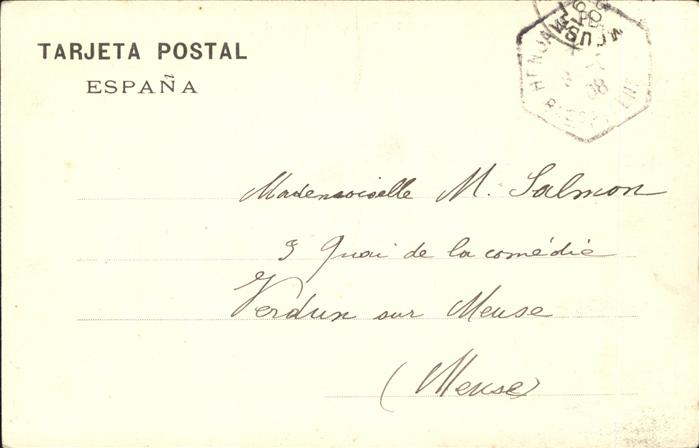 TARJETA POSTAL
ESPAÑA
Mademoiselle M. Salmon
3 Quai de la comédie
Verdun sur Meuse
(Meuse)